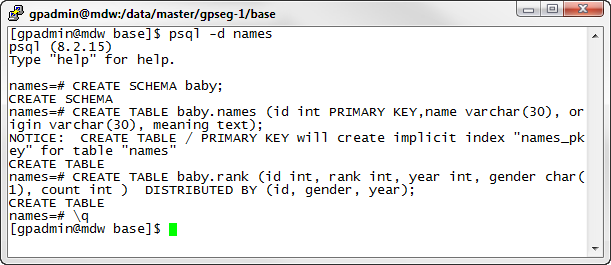 gpadmin@mdw:/data/master/gpseg-1/base
[gpadmin@mdw base]$ psql -d names
psql (8.2.15)
Type "help" for help.
names=# CREATE SCHEMA baby;
CREATE SCHEMA
names=# CREATE TABLE baby.names (id int PRIMARY KEY,name varchar(30), or
igin varchar(30), meaning text);
NOTICE:  CREATE TABLE / PRIMARY KEY will create implicit index "names_pk
ey" for table "names"
CREATE TABLE
names=# CREATE TABLE baby.rank (id int, rank int, year int, gender char(
1), count int )  DISTRIBUTED BY (id, gender, year);
CREATE TABLE
names=# \q
[gpadmin@mdw base]$